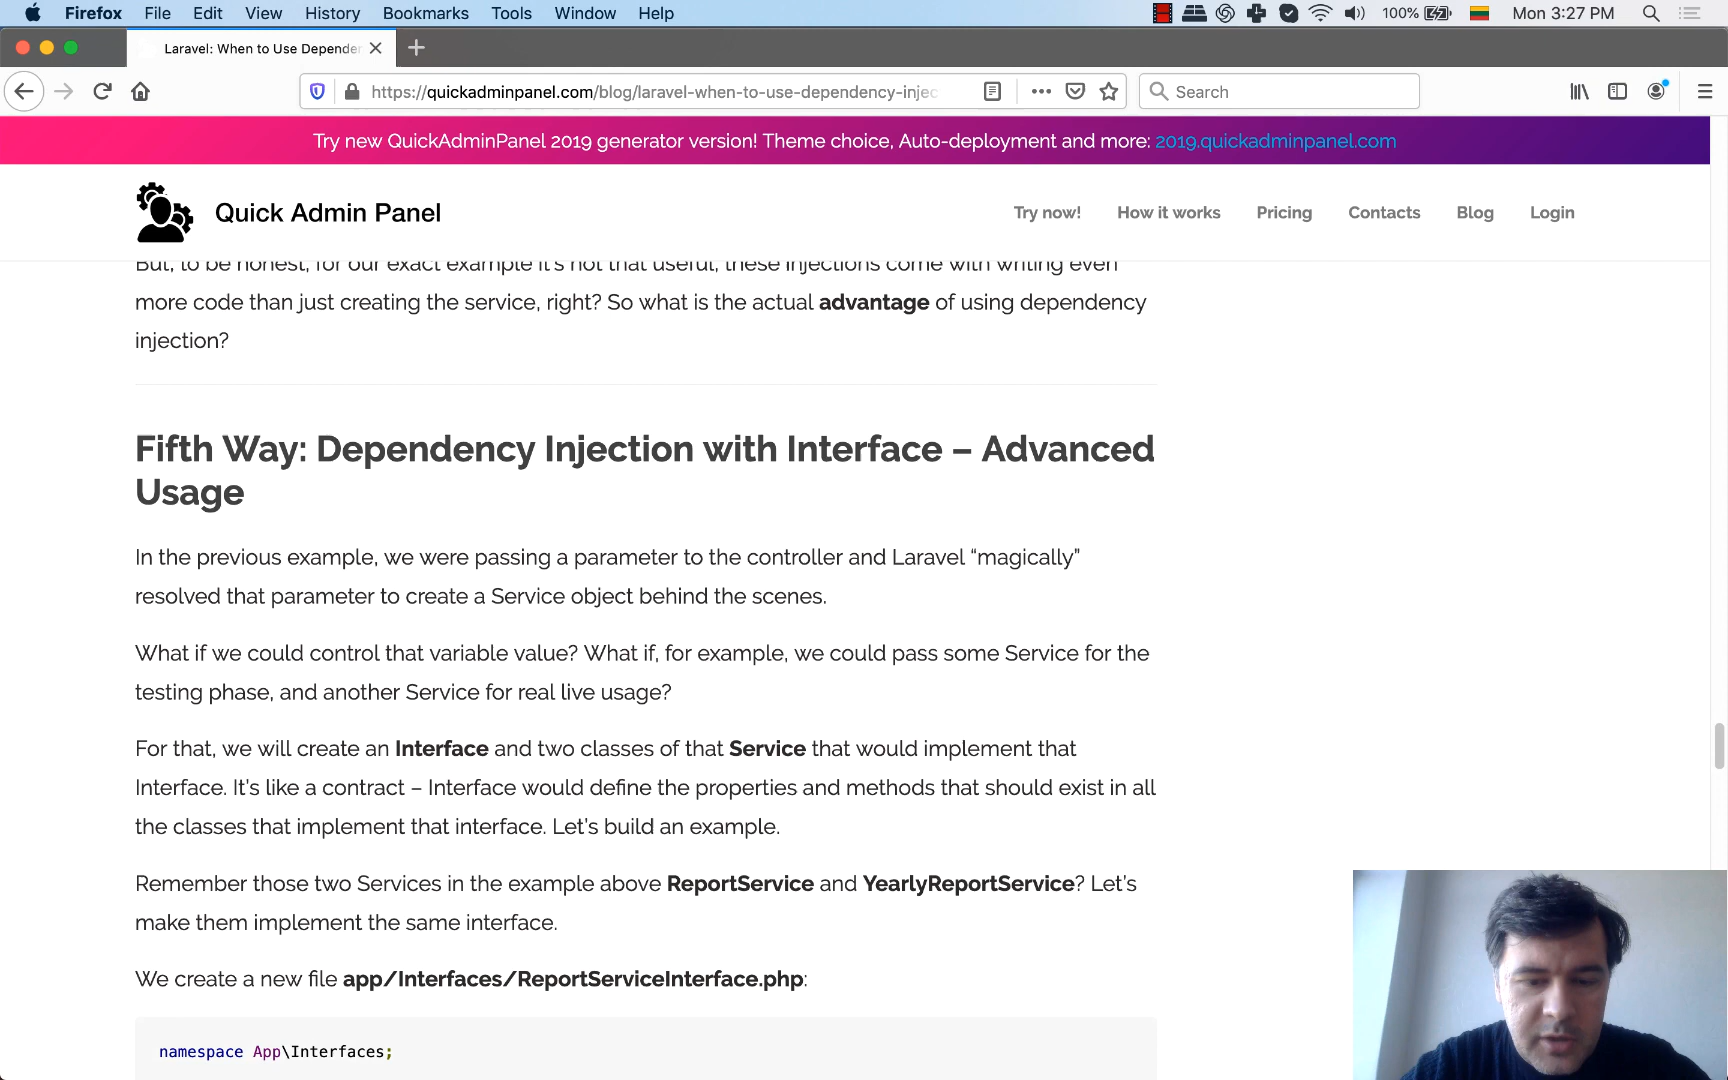 Firefox File Edit View History Bookmarks Tools Window Help 100% Mon 3:27 PM
Laravel: When to Use Depende
https://quickadminpanel.com/blog/laravel-when-to-use-dependency-injec Search
Try new QuickAdminPanel 2019 generator version! Theme choice, Auto-deployment and more: 2019.quickadminpanel.com
Quick Admin Panel Try now! How it works Pricing Contacts Blog Login
But, to be honest, for our exact example it's not that useful, these injections come with writing even
more code than just creating the service, right? So what is the actual advantage of using dependency
injection?
Fifth Way: Dependency Injection with Interface – Advanced
Usage
In the previous example, we were passing a parameter to the controller and Laravel “magically”
resolved that parameter to create a Service object behind the scenes.
What if we could control that variable value? What if, for example, we could pass some Service for the
testing phase, and another Service for real live usage?
For that, we will create an Interface and two classes of that Service that would implement that
Interface. It’s like a contract – Interface would define the properties and methods that should exist in all
the classes that implement that interface. Let’s build an example.
Remember those two Services in the example above ReportService and YearlyReportService? Let’s
make them implement the same interface.
We create a new file app/Interfaces/ReportServiceInterface.php:
namespace App\Interfaces;